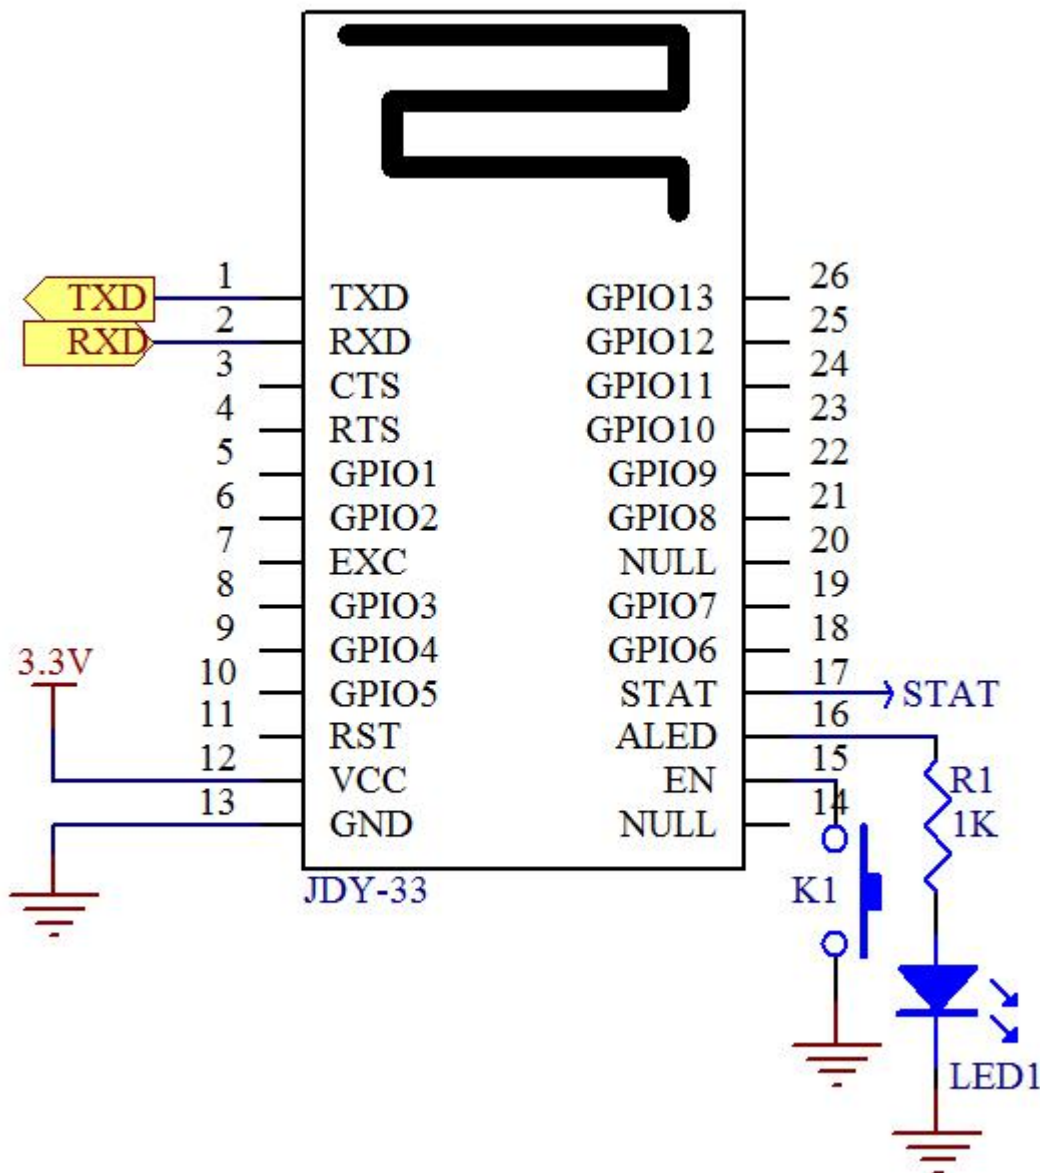 1
TXD
TXD
GPIO13
26
2
RXD
RXD
GPIO12
25
3
CTS
GPIO11
24
4
RTS
GPIO10
23
5
GPIO1
GPIO9
22
6
GPIO2
GPIO8
21
7
EXC
NULL
20
8
GPIO3
GPIO7
19
9
GPIO4
GPIO6
18
3.3V
10
GPIO5
STAT
17
STAT
11
RST
ALED
16
12
VCC
EN
15
R1
1K
13
GND
NULL
14
JDY-33
K1
LED1